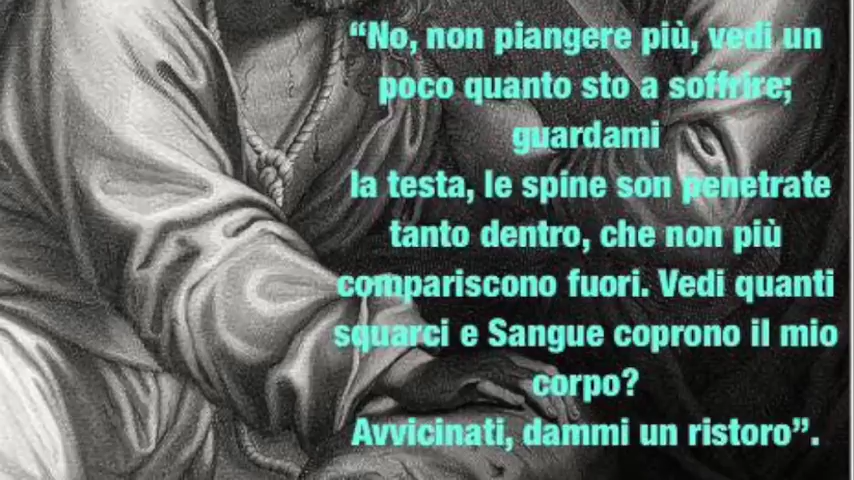 “No, non piangere più, vedi un
poco quanto sto a soffrire;
guardami
la testa, le spine son penetrate
tanto dentro, che non più
compariscono fuori. Vedi quanti
squarci e Sangue coprono il mio
corpo?
Avvicinati, dammi un ristoro”.